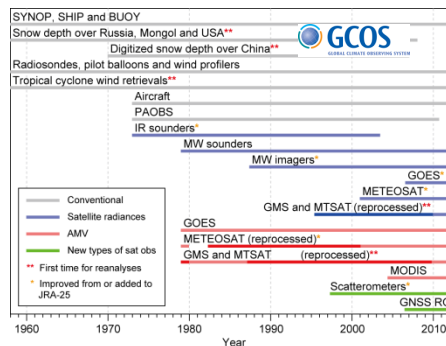 SYNOP, SHIP and BUOY
Snow depth over Russia, Mongol and USA**
Digitized snow depth over China**
GCOS
GLOBAL CLIMATE OBSERVING SYSTEM
Radiosondes, pilot balloons and wind profilers
Tropical cyclone wind retrievals**
Aircraft
PAOBS
IR sounders*
MW sounders
MW imagers*
GOES*
METEOSAT*
GMS and MTSAT (reprocessed)**
GOES
METEOSAT (reprocessed)*
GMS and MTSAT (reprocessed)**
MODIS
Scatterometers*
GNSS RO
Conventional
Satellite radiances
AMV
New types of sat obs
** First time for reanalyses
* Improved from or added to
JRA-25
1960 1970 1980 1990 2000 2010
Year